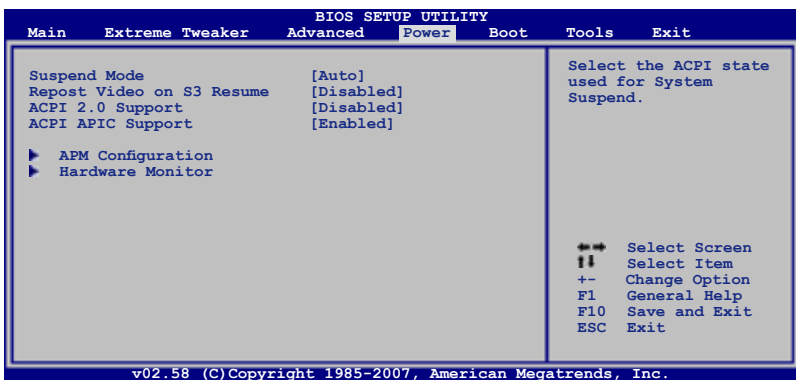 BIOS SETUP UTILITY
Main Extreme Tweaker Advanced Power Boot Tools Exit
Suspend Mode [Auto]
Repost Video on S3 Resume [Disabled]
ACPI 2.0 Support [Disabled]
ACPI APIC Support [Enabled]
APM Configuration
Hardware Monitor
Select the ACPI state
used for System
Suspend.
Select Screen
Select Item
+- Change Option
F1 General Help
F10 Save and Exit
ESC Exit
v02.58 (C)Copyright 1985-2007, American Megatrends, Inc.